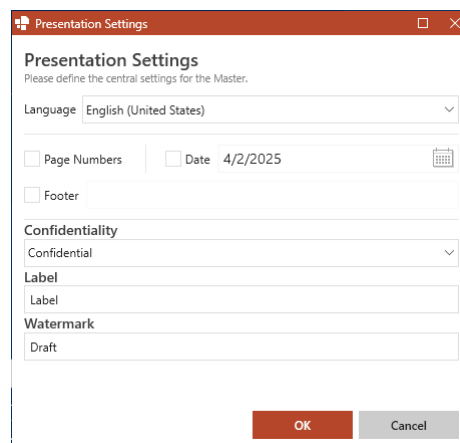 Presentation Settings
Presentation Settings
Please define the central settings for the Master.
Language English (United States)
Page Numbers Date 4/2/2025
Footer
Confidentiality
Confidential
Label
Label
Watermark
Draft
OK Cancel